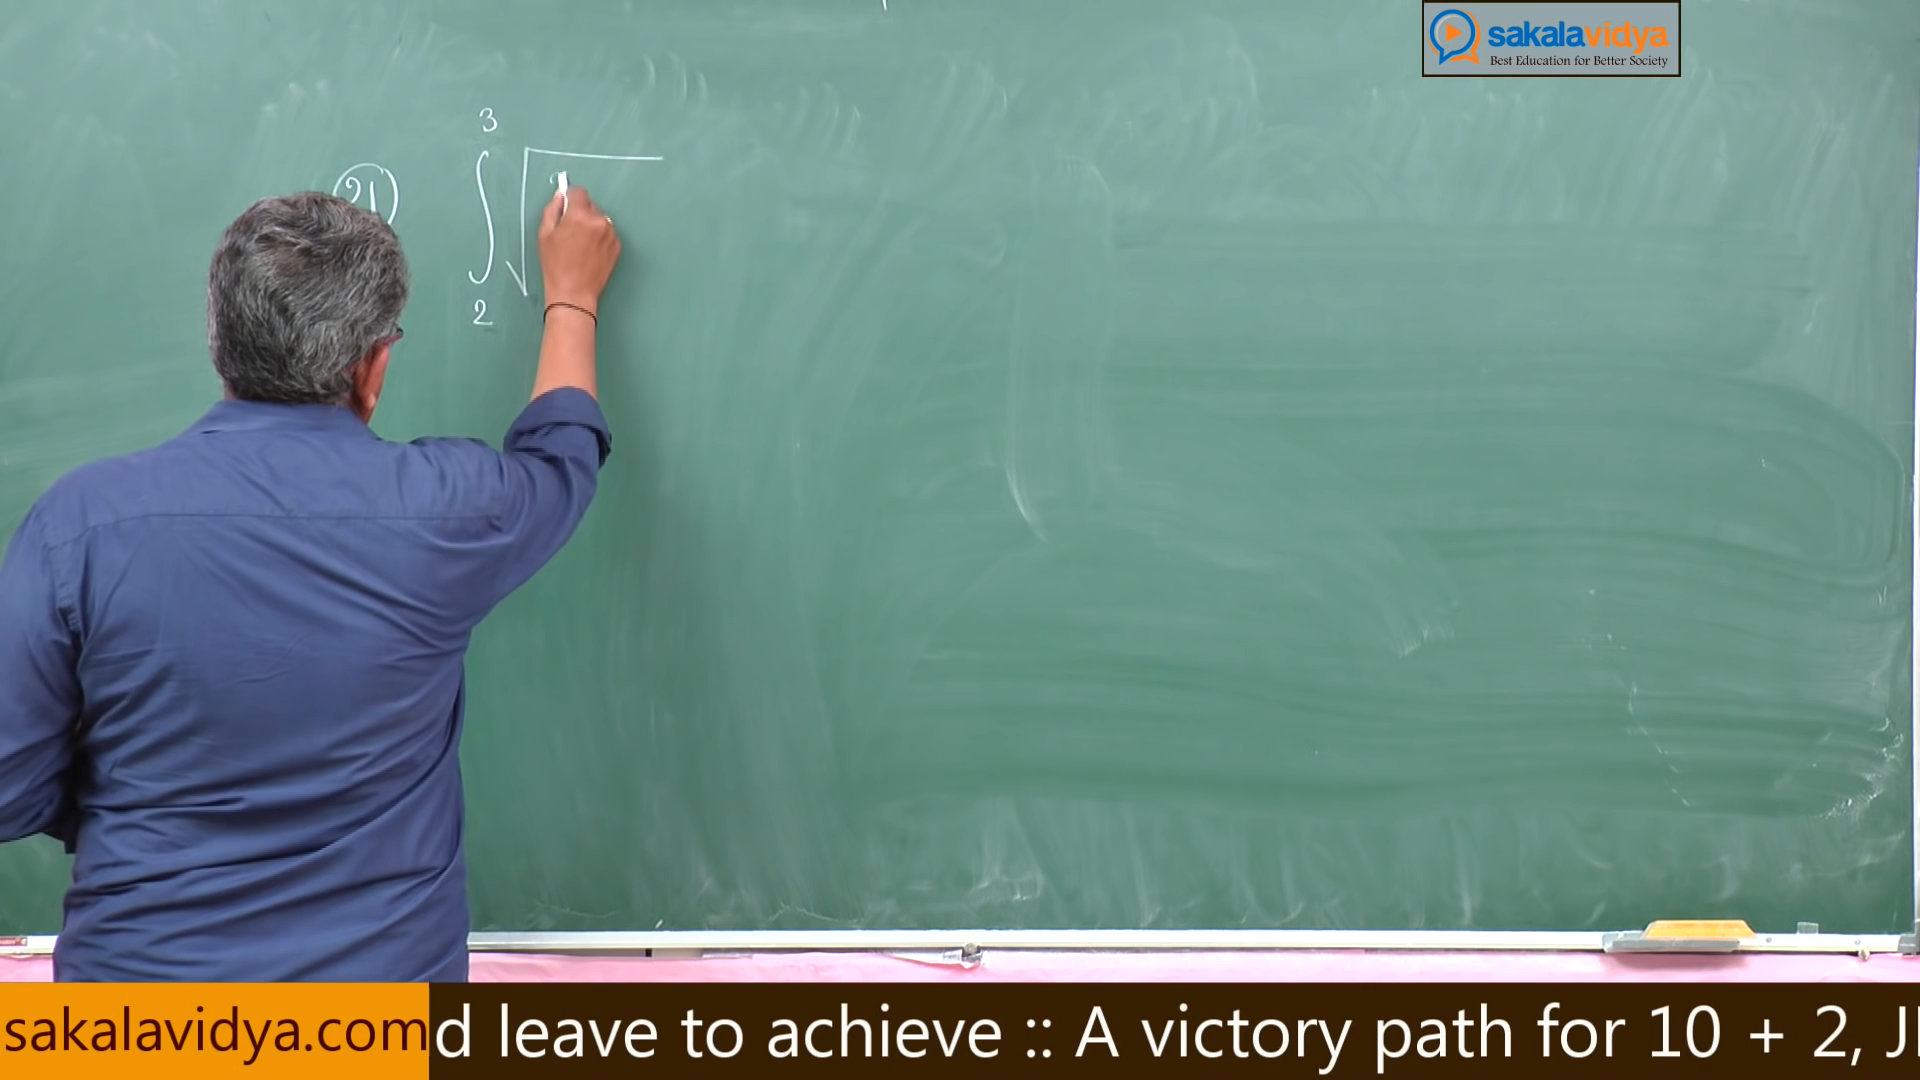 sakalavidya
Best Education for Better Society
3
21
∫ √
2
sakalavidya.com d leave to achieve :: A victory path for 10 + 2, J